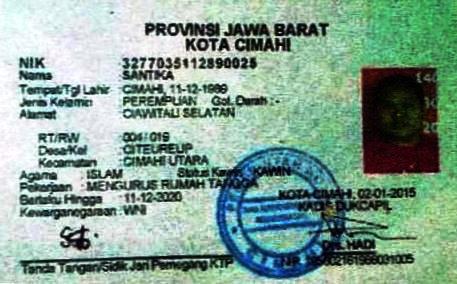 PROVINSI JAWA BARAT
KOTA CIMAHI
NIK 3277035112890025
Nama SANTIKA
Tempat/Tgl Lahir : CIMAHI, 11-12-1989
Jenis Kelamin : PEREMPUAN Gol. Darah : -
Alamat CIAWITALI SELATAN
RT/RW : 004/019
Desa/Kel : CITEUREUP
Kecamatan : CIMAHI UTARA
Agama : ISLAM Status Kawin : KAWIN
Pekerjaan : MENGURUS RUMAH TANGGA
Berlaku Hingga : 11-12-2020
Kewarganegaraan : WNI
KOTA CIMAHI, 02-01-2015
KADIS DUKCAPIL
HADI
Tanda Tangan/Sidik Jari Pemegang KTP